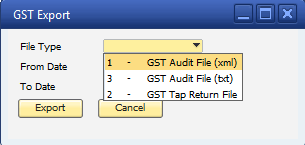 GST Export
File Type
1 - GST Audit File (xml)
From Date
3 - GST Audit File (txt)
To Date
2 - GST Tap Return File
Export Cancel